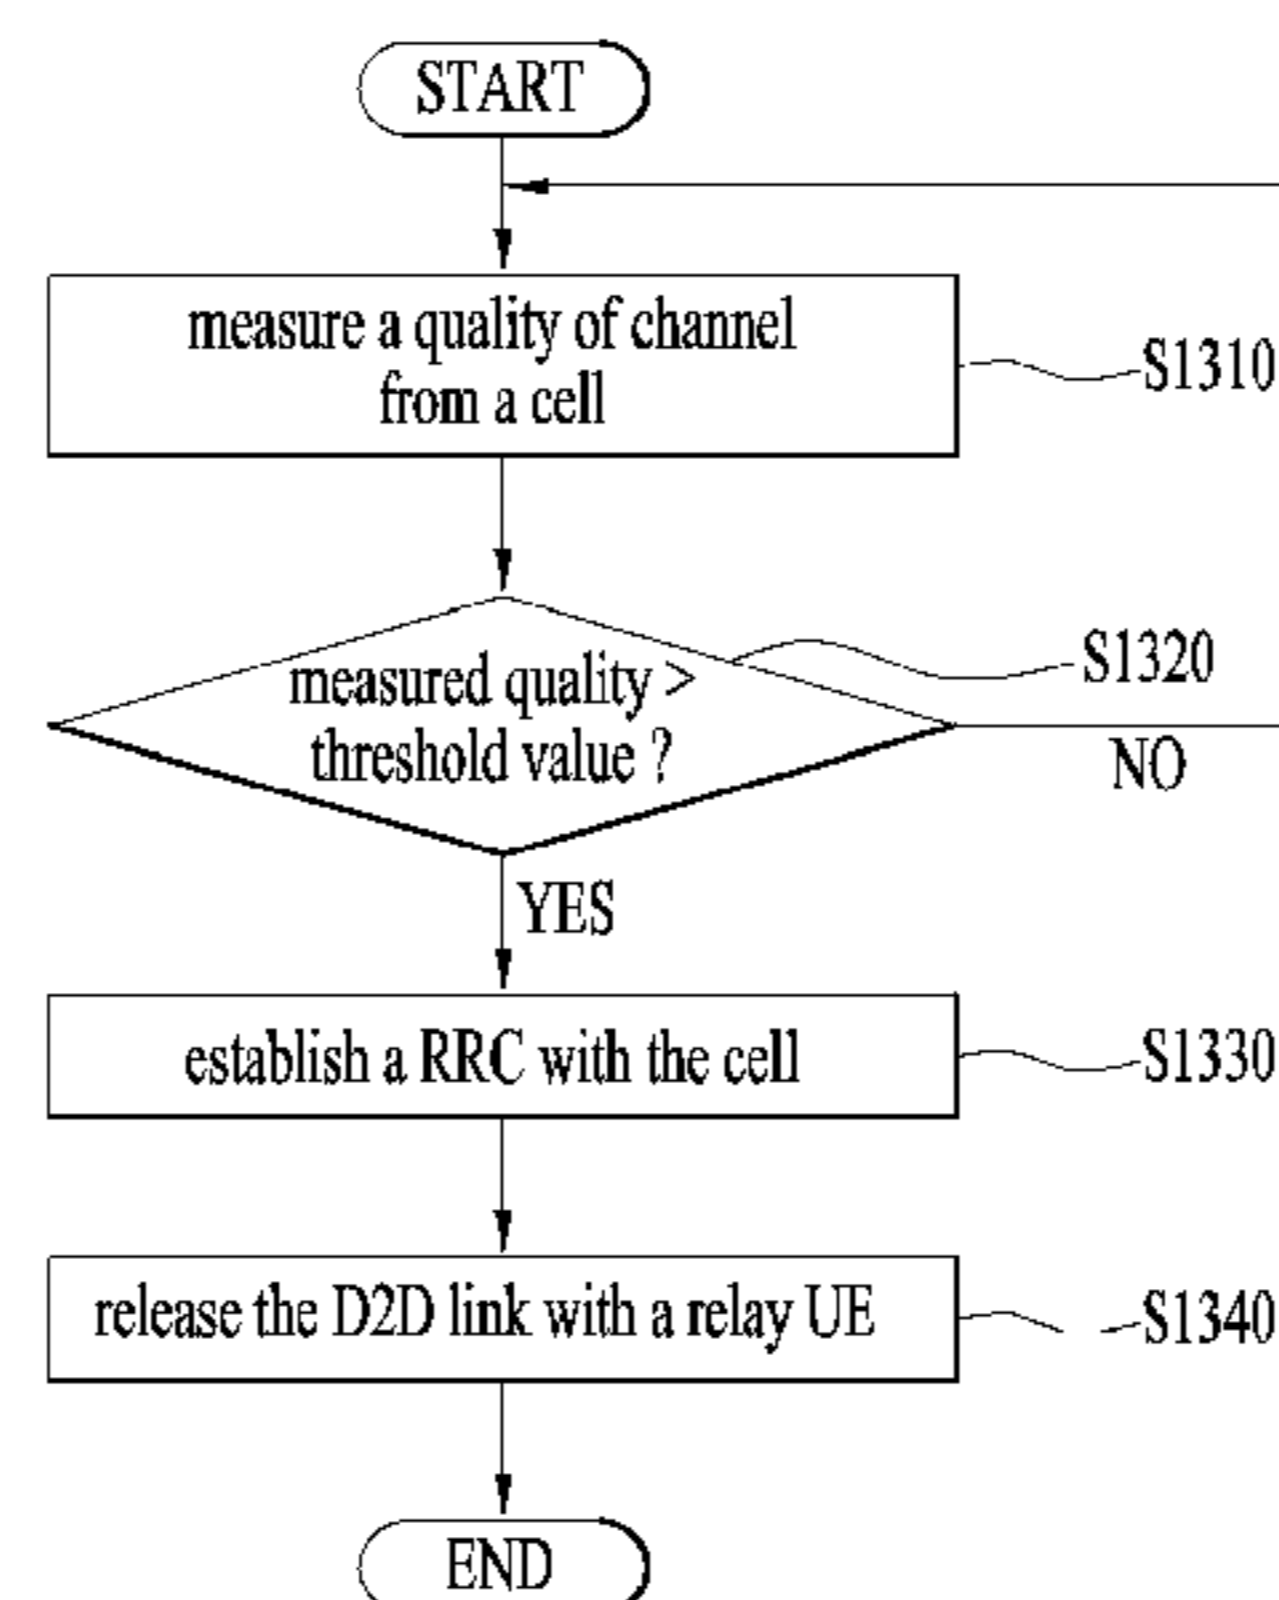 START
measure a quality of channel
from a cell
S1310
measured quality >
threshold value ?
S1320
NO
YES
establish a RRC with the cell
S1330
release the D2D link with a relay UE
S1340
END